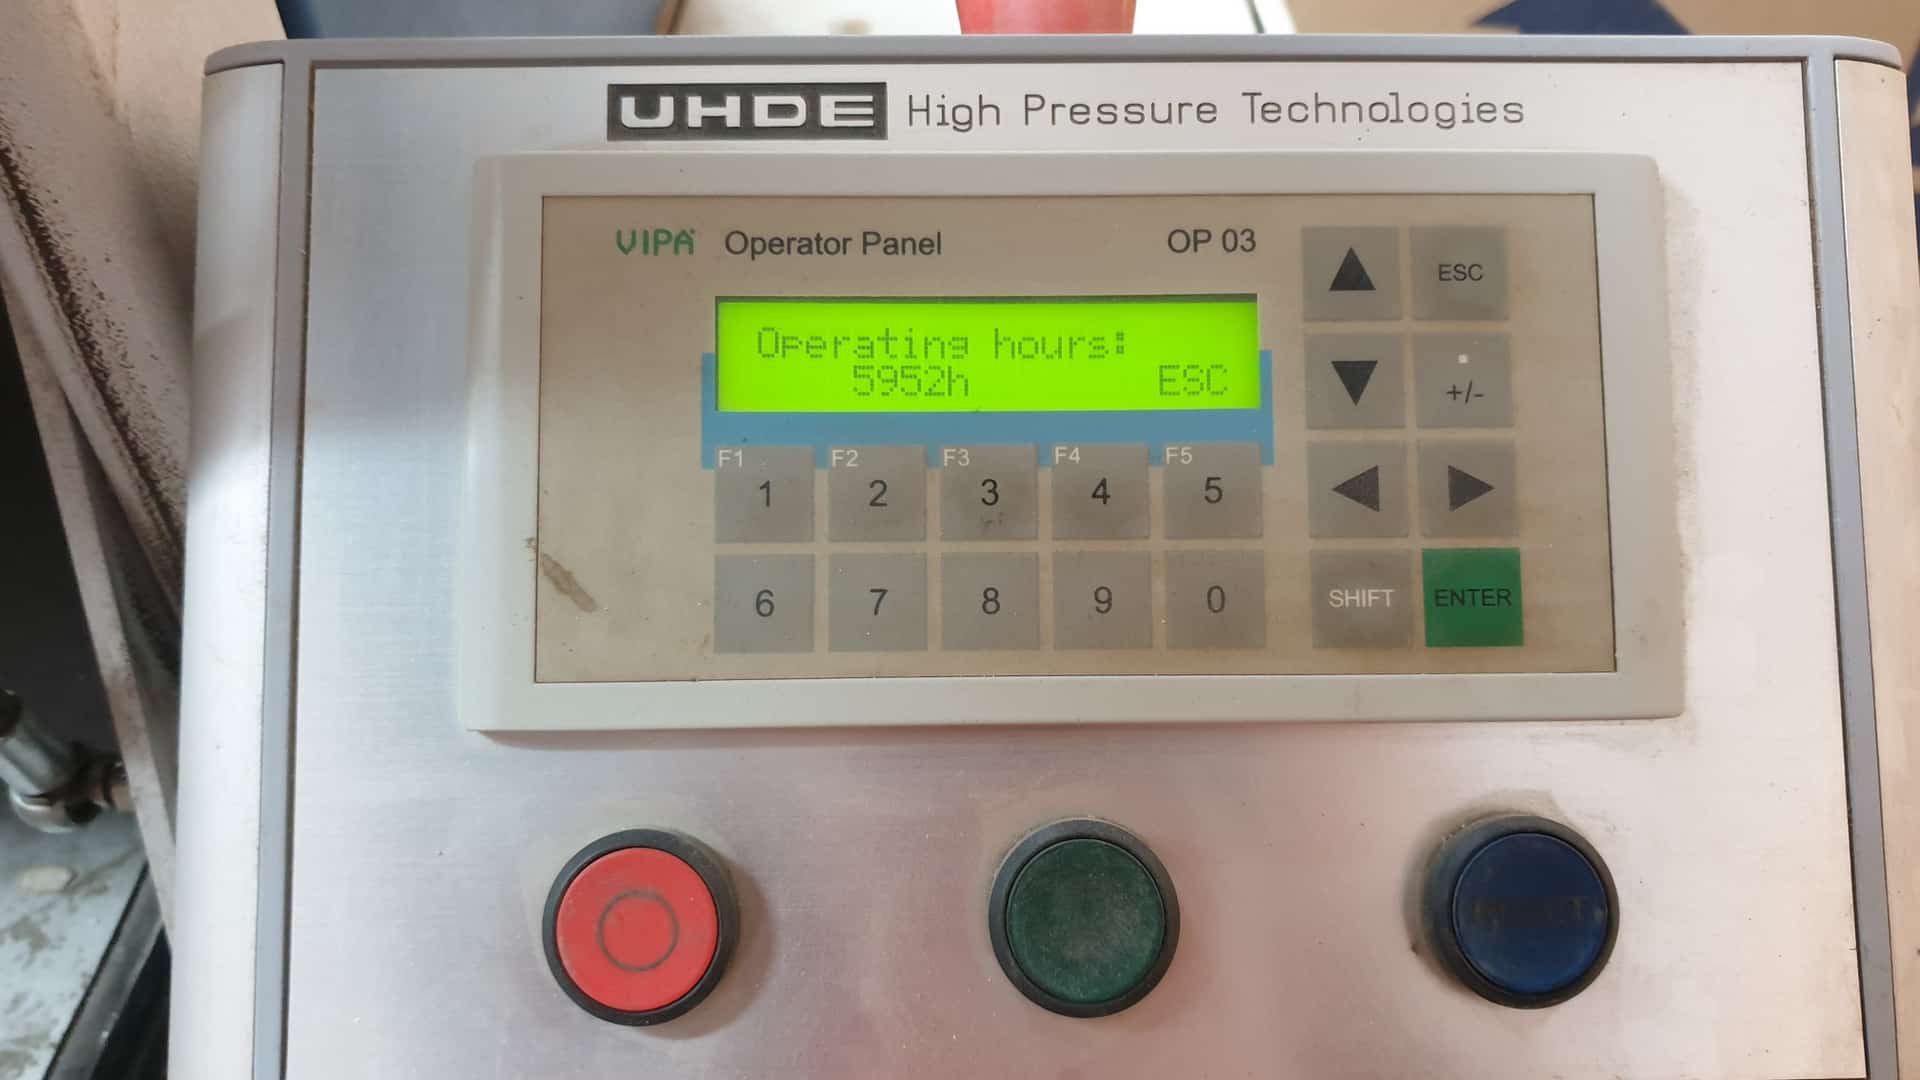 UHDE High Pressure Technologies
VIPA Operator Panel OP 03
Operating hours:
5952h ESC
▲ ESC
▼ . +/-
F1 F2 F3 F4 F5
1 2 3 4 5 ◀ ▶
6 7 8 9 0 SHIFT ENTER